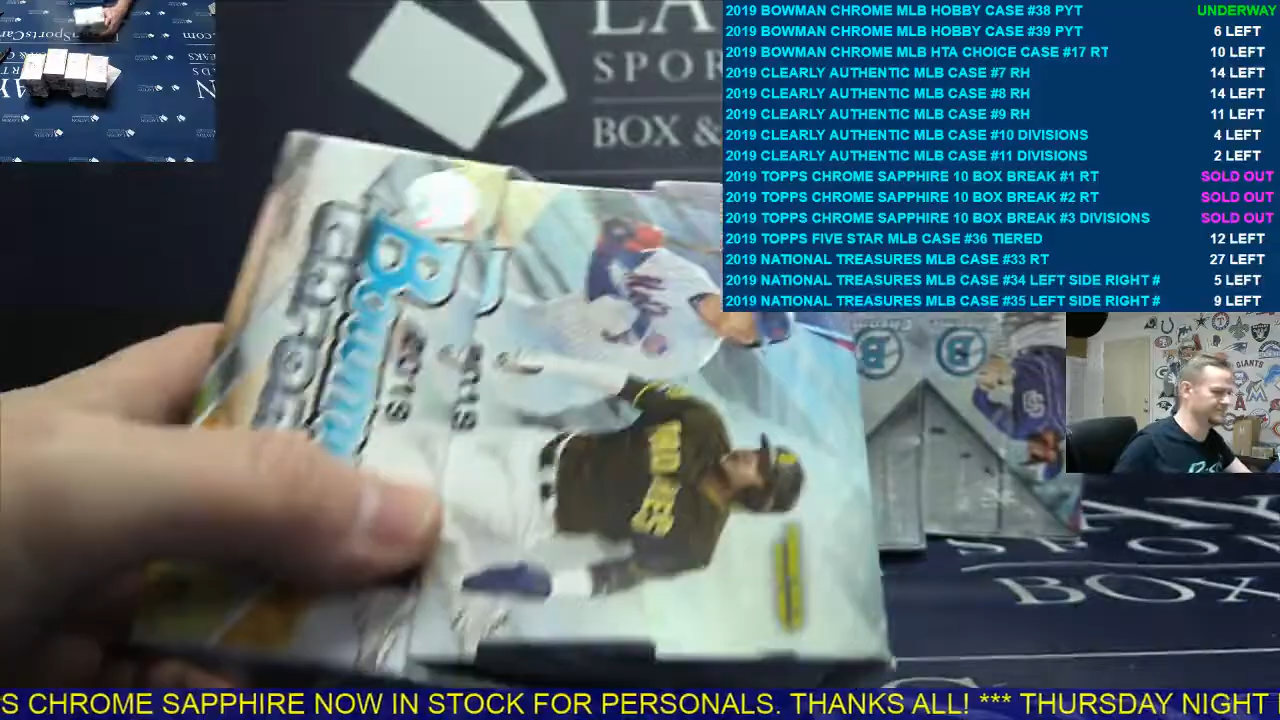 2019 BOWMAN CHROME MLB HOBBY CASE #38 PYT UNDERWAY
2019 BOWMAN CHROME MLB HOBBY CASE #39 PYT 6 LEFT
2019 BOWMAN CHROME MLB HTA CHOICE CASE #17 RT 10 LEFT
2019 CLEARLY AUTHENTIC MLB CASE #7 RH 14 LEFT
2019 CLEARLY AUTHENTIC MLB CASE #8 RH 14 LEFT
2019 CLEARLY AUTHENTIC MLB CASE #9 RH 11 LEFT
2019 CLEARLY AUTHENTIC MLB CASE #10 DIVISIONS 4 LEFT
2019 CLEARLY AUTHENTIC MLB CASE #11 DIVISIONS 2 LEFT
2019 TOPPS CHROME SAPPHIRE 10 BOX BREAK #1 RT SOLD OUT
2019 TOPPS CHROME SAPPHIRE 10 BOX BREAK #2 RT SOLD OUT
2019 TOPPS CHROME SAPPHIRE 10 BOX BREAK #3 DIVISIONS SOLD OUT
2019 TOPPS FIVE STAR MLB CASE #36 TIERED 12 LEFT
2019 NATIONAL TREASURES MLB CASE #33 RT 27 LEFT
2019 NATIONAL TREASURES MLB CASE #34 LEFT SIDE RIGHT # 5 LEFT
2019 NATIONAL TREASURES MLB CASE #35 LEFT SIDE RIGHT # 9 LEFT
LA
SPOR
BOX &
2019
2019
PADRES
GIANTS
BOX
S CHROME SAPPHIRE NOW IN STOCK FOR PERSONALS. THANKS ALL! *** THURSDAY NIGHT